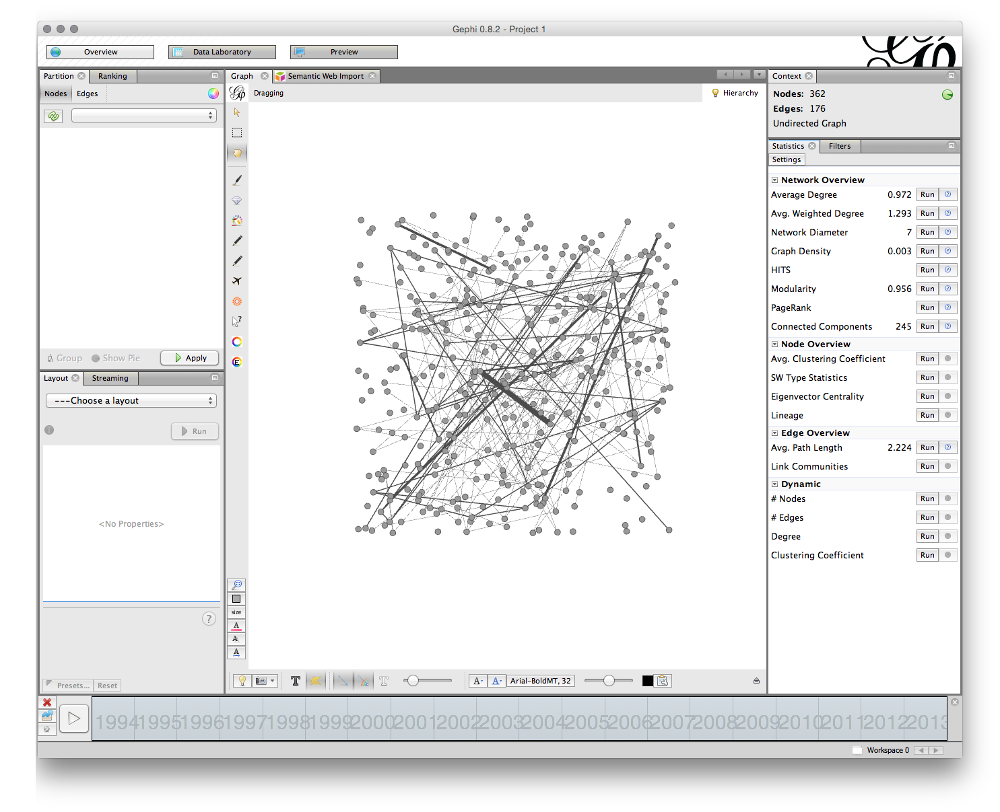 Gephi 0.8.2 - Project 1
Overview
Data Laboratory
Preview
Partition
Ranking
Nodes
Edges
Group
Show Pie
Apply
Layout
Streaming
---Choose a layout
Run
<No Properties>
?
Presets...
Reset
Graph
Semantic Web Import
Dragging
Hierarchy
size
A
A
A
T
T
A
A
Arial-BoldMT, 32
Context
Nodes: 362
Edges: 176
Undirected Graph
Statistics
Filters
Settings
Network Overview
Average Degree 0.972 Run
Avg. Weighted Degree 1.293 Run
Network Diameter 7 Run
Graph Density 0.003 Run
HITS Run
Modularity 0.956 Run
PageRank Run
Connected Components 245 Run
Node Overview
Avg. Clustering Coefficient Run
SW Type Statistics Run
Eigenvector Centrality Run
Lineage Run
Edge Overview
Avg. Path Length 2.224 Run
Link Communities Run
Dynamic
# Nodes Run
# Edges Run
Degree Run
Clustering Coefficient Run
1994 1995 1996 1997 1998 1999 2000 2001 2002 2003 2004 2005 2006 2007 2008 2009 2010 2011 2012 2013
Workspace 0